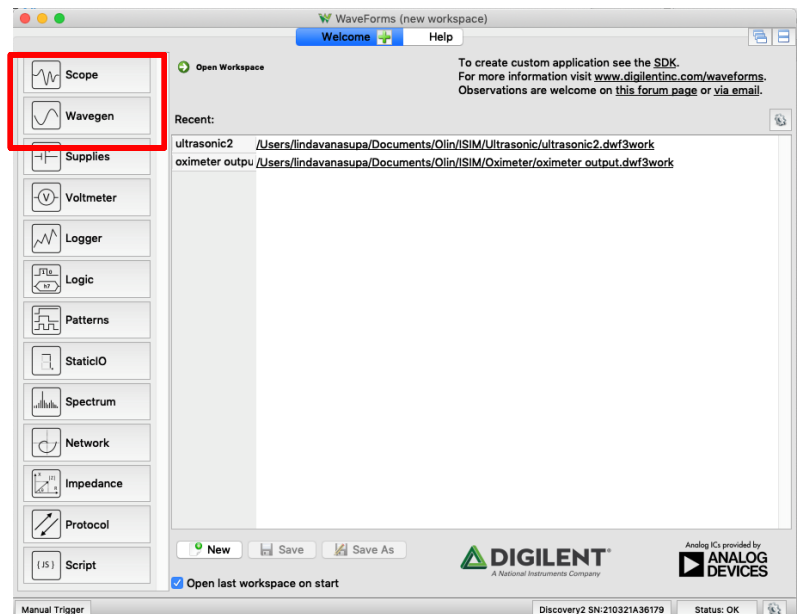 WaveForms (new workspace)
Welcome
Help
Scope
Wavegen
Supplies
Voltmeter
Logger
Logic
Patterns
StaticIO
Spectrum
Network
Impedance
Protocol
{JS} Script
Open Workspace
To create custom application see the SDK.
For more information visit www.digilentinc.com/waveforms.
Observations are welcome on this forum page or via email.
Recent:
ultrasonic2 /Users/lindavanasupa/Documents/Olin/ISIM/Ultrasonic/ultrasonic2.dwf3work
oximeter outpu /Users/lindavanasupa/Documents/Olin/ISIM/Oximeter/oximeter output.dwf3work
New
Save
Save As
Open last workspace on start
DIGILENT
A National Instruments Company
Analog ICs provided by
ANALOG
DEVICES
Manual Trigger
Discovery2 SN:210321A36179
Status: OK